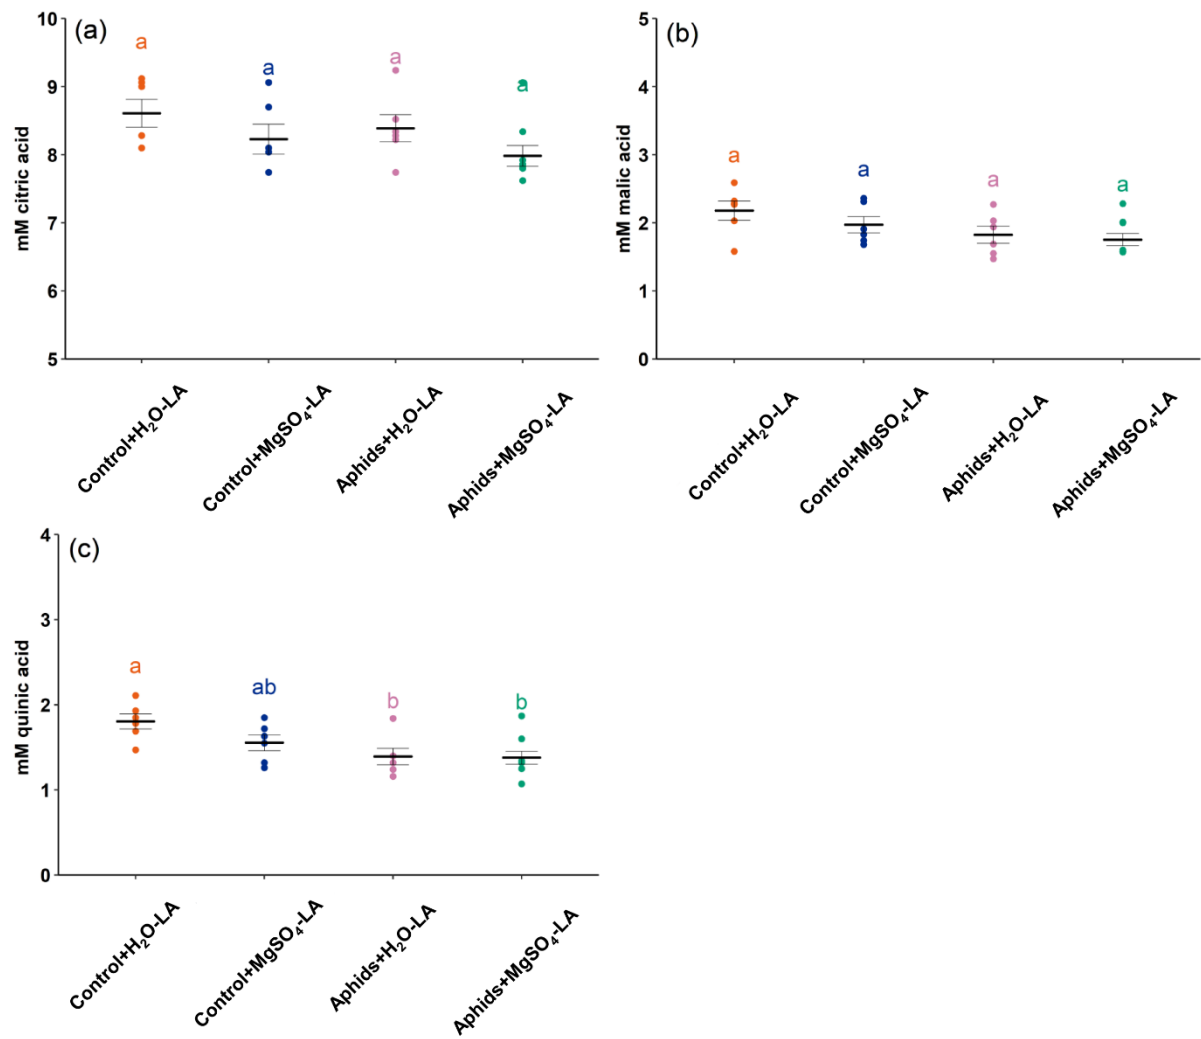 (a)
mM citric acid
10
9
8
7
6
5
a
a
a
a
Control+H₂O-LA
Control+MgSO₄-LA
Aphids+H₂O-LA
Aphids+MgSO₄-LA
(b)
mM malic acid
5
4
3
2
1
0
a
a
a
a
Control+H₂O-LA
Control+MgSO₄-LA
Aphids+H₂O-LA
Aphids+MgSO₄-LA
(c)
mM quinic acid
4
3
2
1
0
a
ab
b
b
Control+H₂O-LA
Control+MgSO₄-LA
Aphids+H₂O-LA
Aphids+MgSO₄-LA